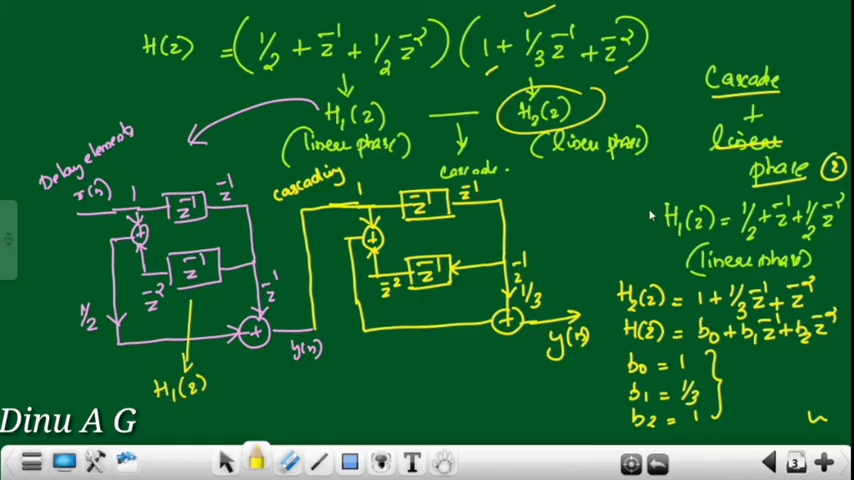 H(z) = (1/2 + z⁻¹ + 1/2 z⁻²) (1 + 1/3 z⁻¹ + z⁻²)
H₁(z)
(linear phase)
H₂(z)
(linear phase)
cascade.
Cascade
+
linear
phase ②
Delay elements
x(n)
1
z⁻¹
z⁻¹
+
z⁻¹
z⁻²
z⁻¹
1/2
+
y(n)
H₁(z)
cascading
1
z⁻¹
z⁻¹
+
z⁻¹
z⁻²
z⁻¹
1/3
+
y(n)
H₁(z) = 1/2 + z⁻¹ + 1/2 z⁻²
(linear phase)
H₂(z) = 1 + 1/3 z⁻¹ + z⁻²
H(z) = b₀ + b₁z⁻¹ + b₂z⁻²
b₀ = 1
b₁ = 1/3
b₂ = 1
Dinu A G
T
3